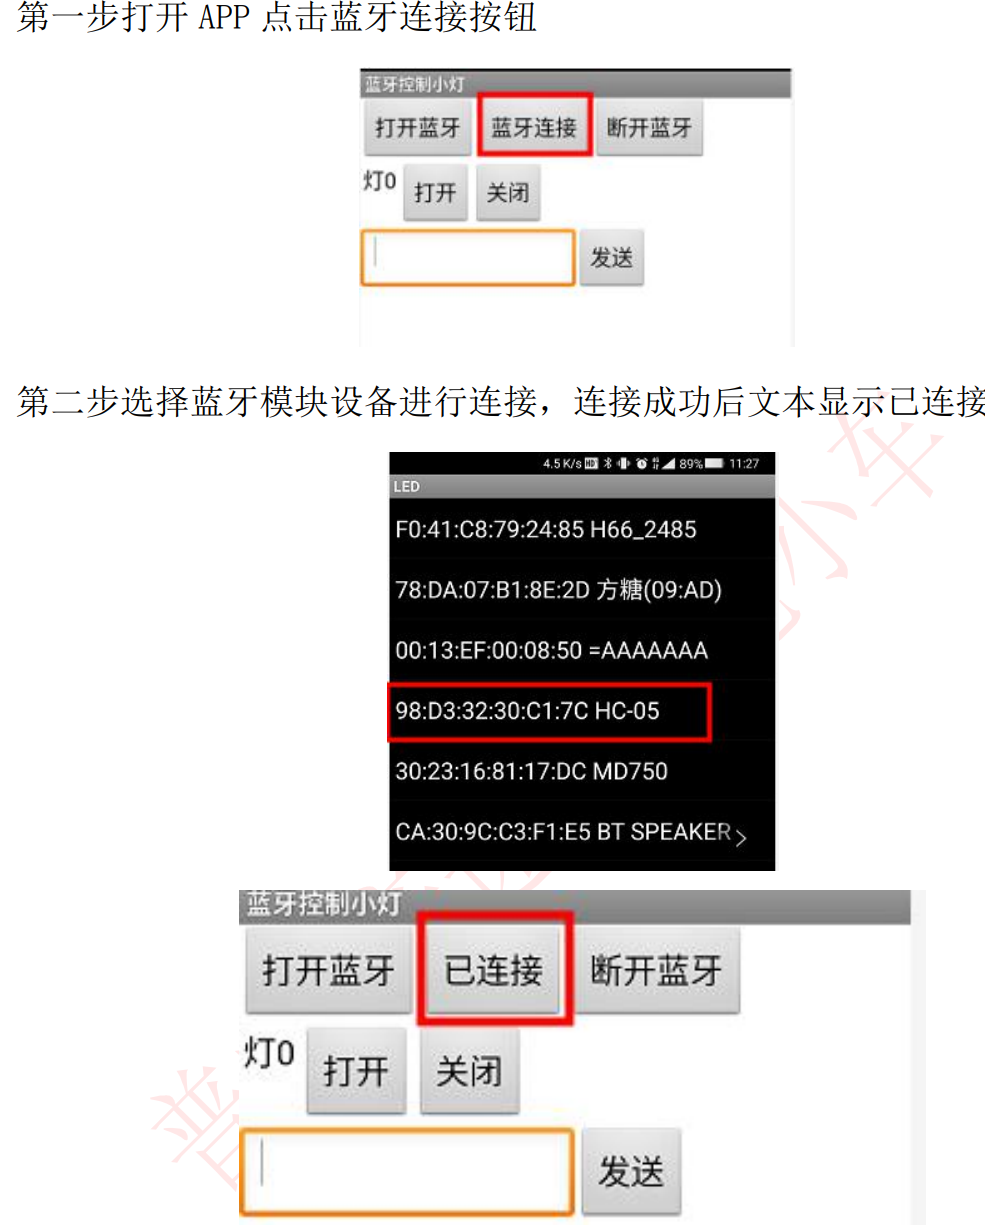 第一步打开 APP 点击蓝牙连接按钮
蓝牙控制小灯
打开蓝牙 蓝牙连接 断开蓝牙
灯0 打开 关闭
发送
第二步选择蓝牙模块设备进行连接，连接成功后文本显示已连接
4.5 K/s HD 89% 11:27
LED
F0:41:C8:79:24:85 H66_2485
78:DA:07:B1:8E:2D 方糖(09:AD)
00:13:EF:00:08:50 =AAAAAAA
98:D3:32:30:C1:7C HC-05
30:23:16:81:17:DC MD750
CA:30:9C:C3:F1:E5 BT SPEAKER
蓝牙控制小灯
打开蓝牙 已连接 断开蓝牙
灯0 打开 关闭
发送
普
小车